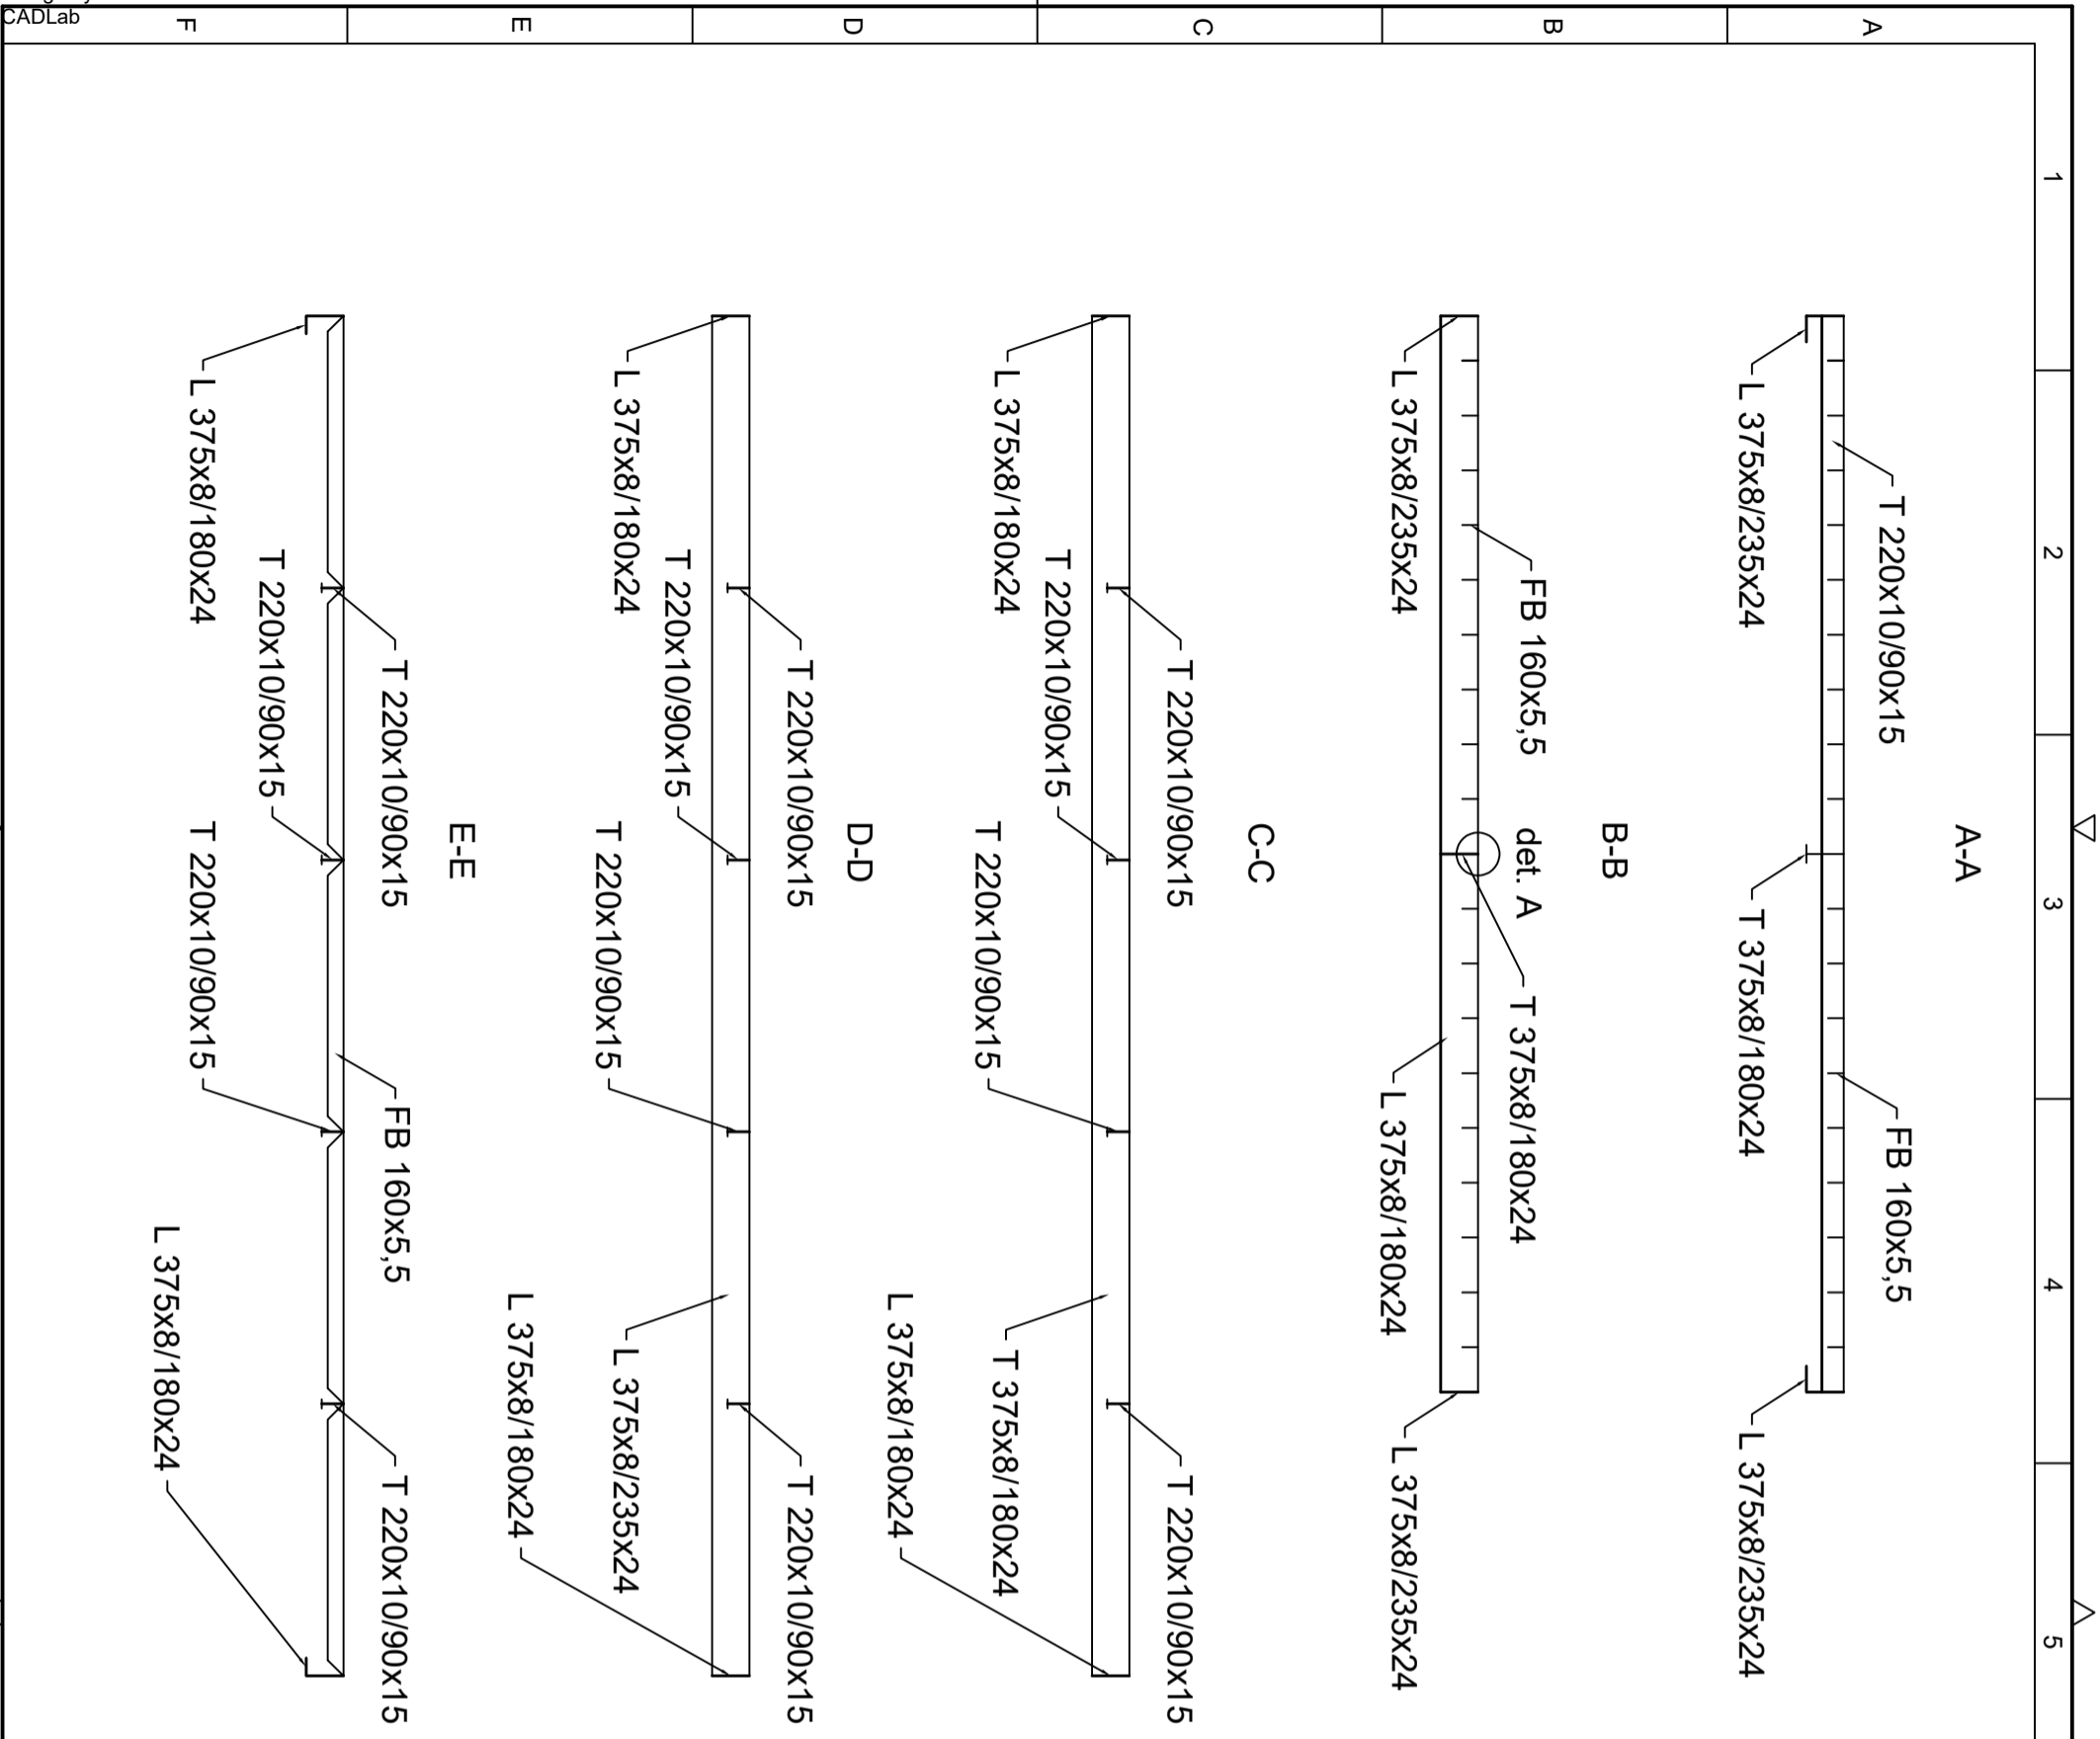 CADLab
1
2
3
4
5
A
B
C
D
E
F
A-A
T 220x10/90x15
FB 160x5,5
L 375x8/235x24
T 375x8/180x24
L 375x8/235x24
B-B
det. A
FB 160x5,5
T 375x8/180x24
L 375x8/235x24
L 375x8/180x24
L 375x8/235x24
C-C
T 220x10/90x15
T 220x10/90x15
T 220x10/90x15
L 375x8/180x24
T 220x10/90x15
T 375x8/180x24
L 375x8/180x24
D-D
T 220x10/90x15
T 220x10/90x15
T 220x10/90x15
L 375x8/180x24
T 220x10/90x15
L 375x8/235x24
L 375x8/180x24
E-E
T 220x10/90x15
FB 160x5,5
T 220x10/90x15
T 220x10/90x15
L 375x8/180x24
T 220x10/90x15
L 375x8/180x24